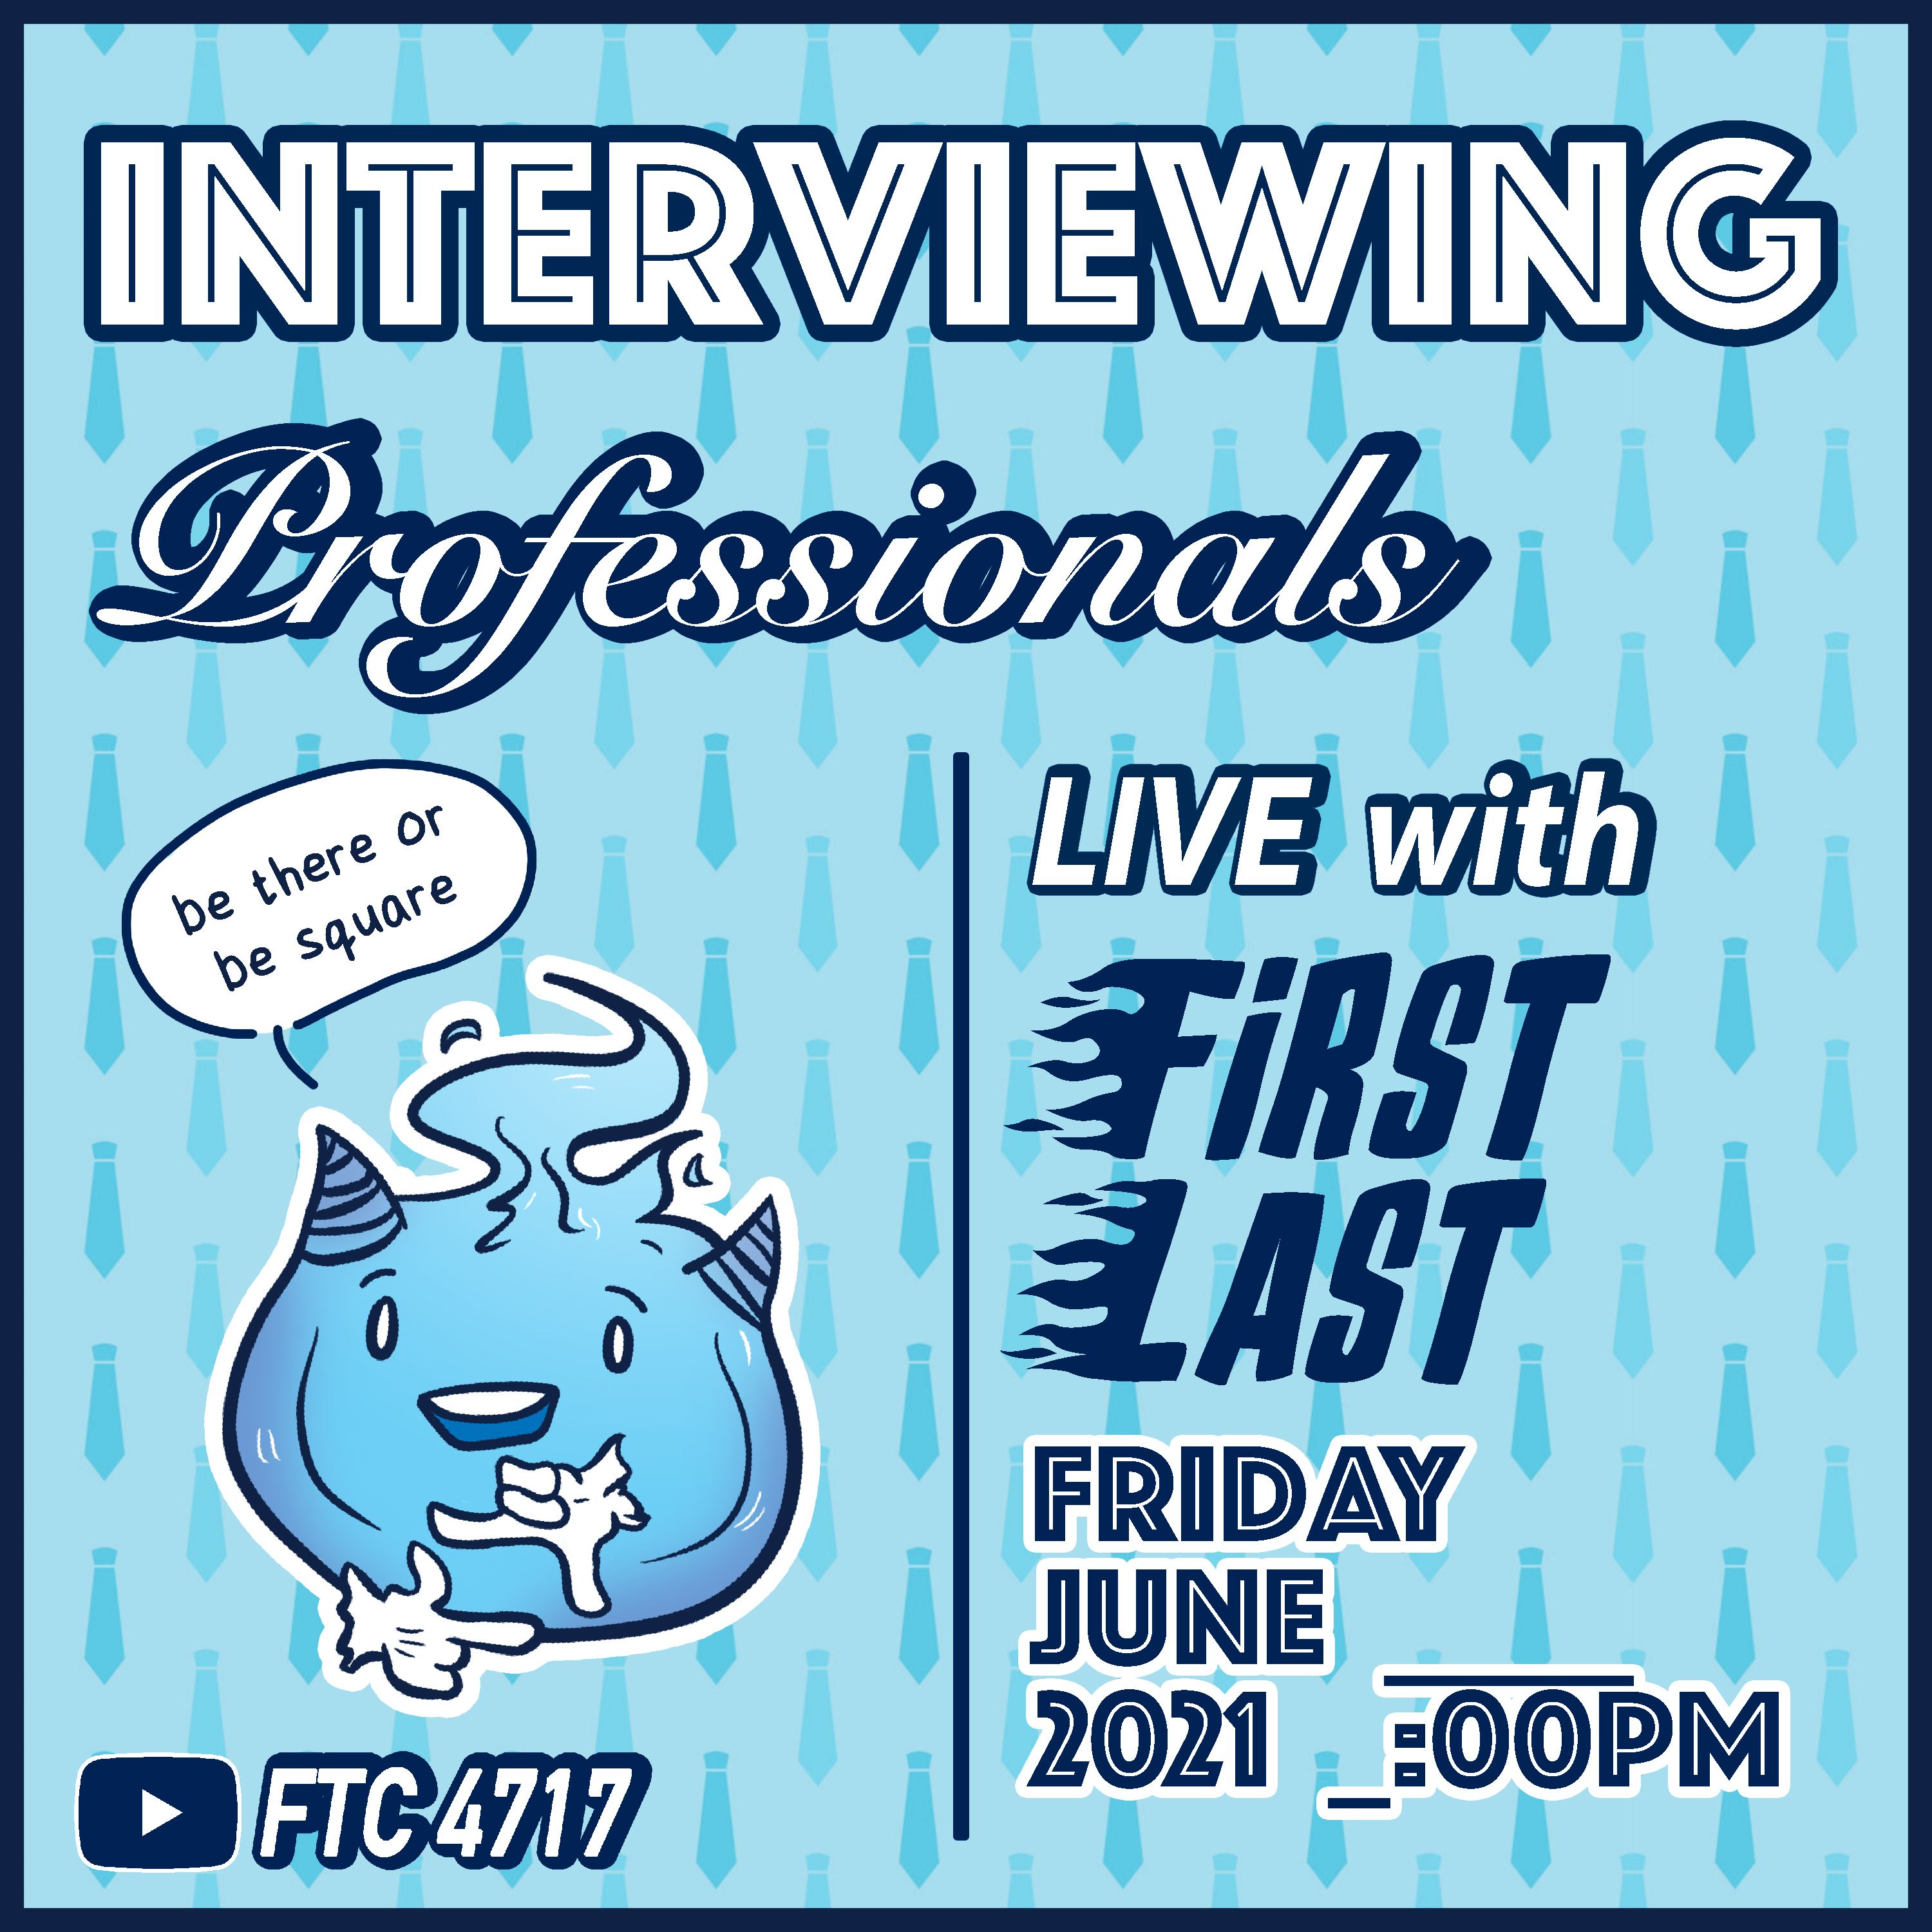 INTERVIEWING
Professionals
be there or
be square
LIVE with
FiRST
LAST
FRIDAY
JUNE
2021 _:00PM
FTC 4717